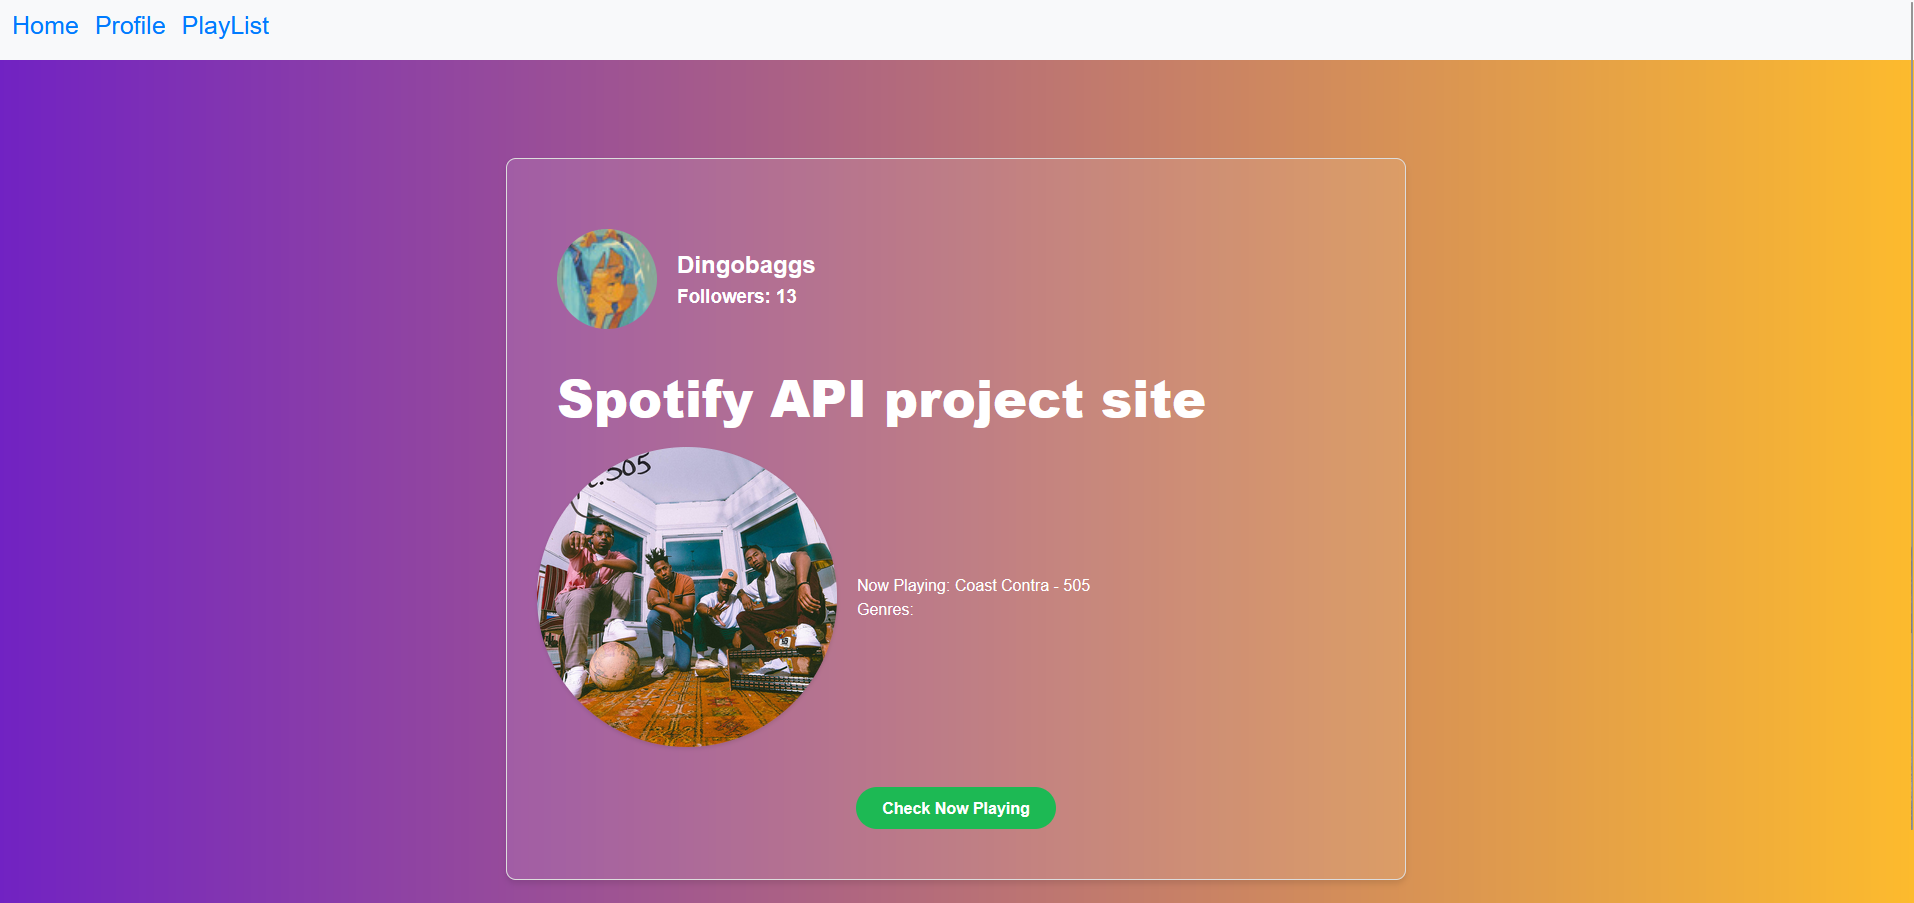 Home Profile PlayList
Dingobaggs
Followers: 13
Spotify API project site
.505
Now Playing: Coast Contra - 505
Genres:
Check Now Playing